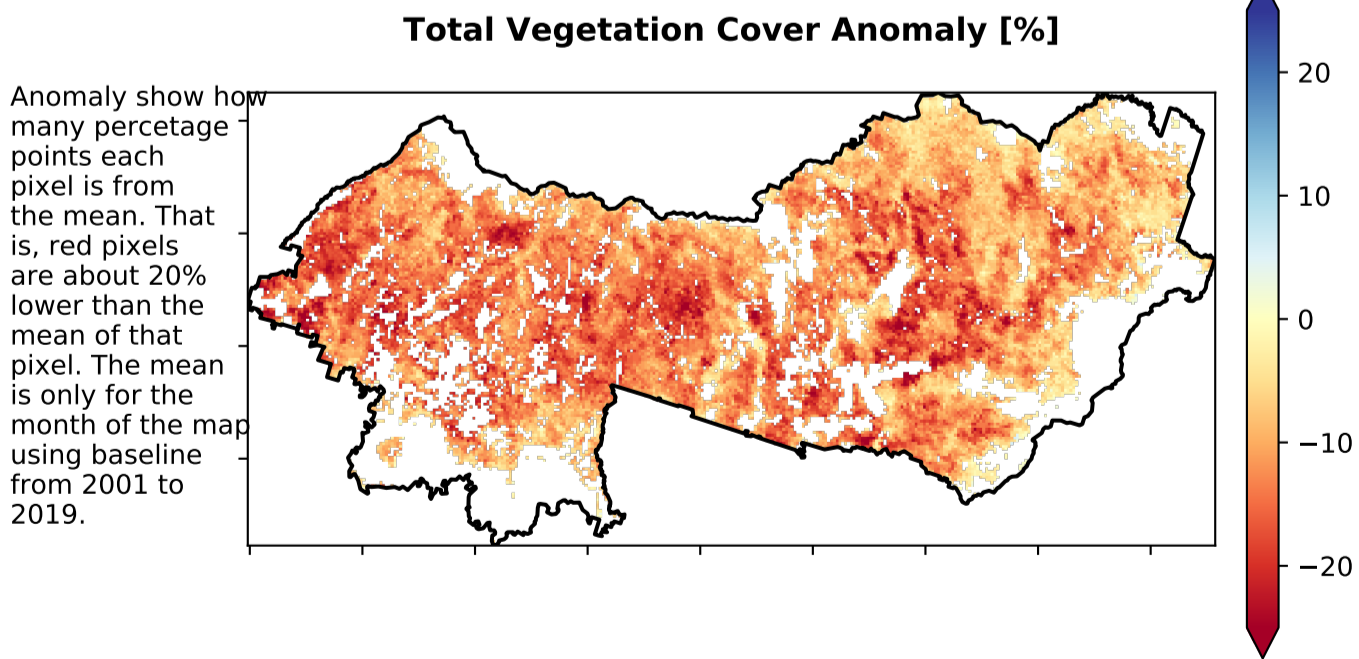 Total Vegetation Cover Anomaly [%]
Anomaly show how
many percetage
points each
pixel is from
the mean. That
is, red pixels
are about 20%
lower than the
mean of that
pixel. The mean
is only for the
month of the map
using baseline
from 2001 to
2019.
20
10
0
−10
−20